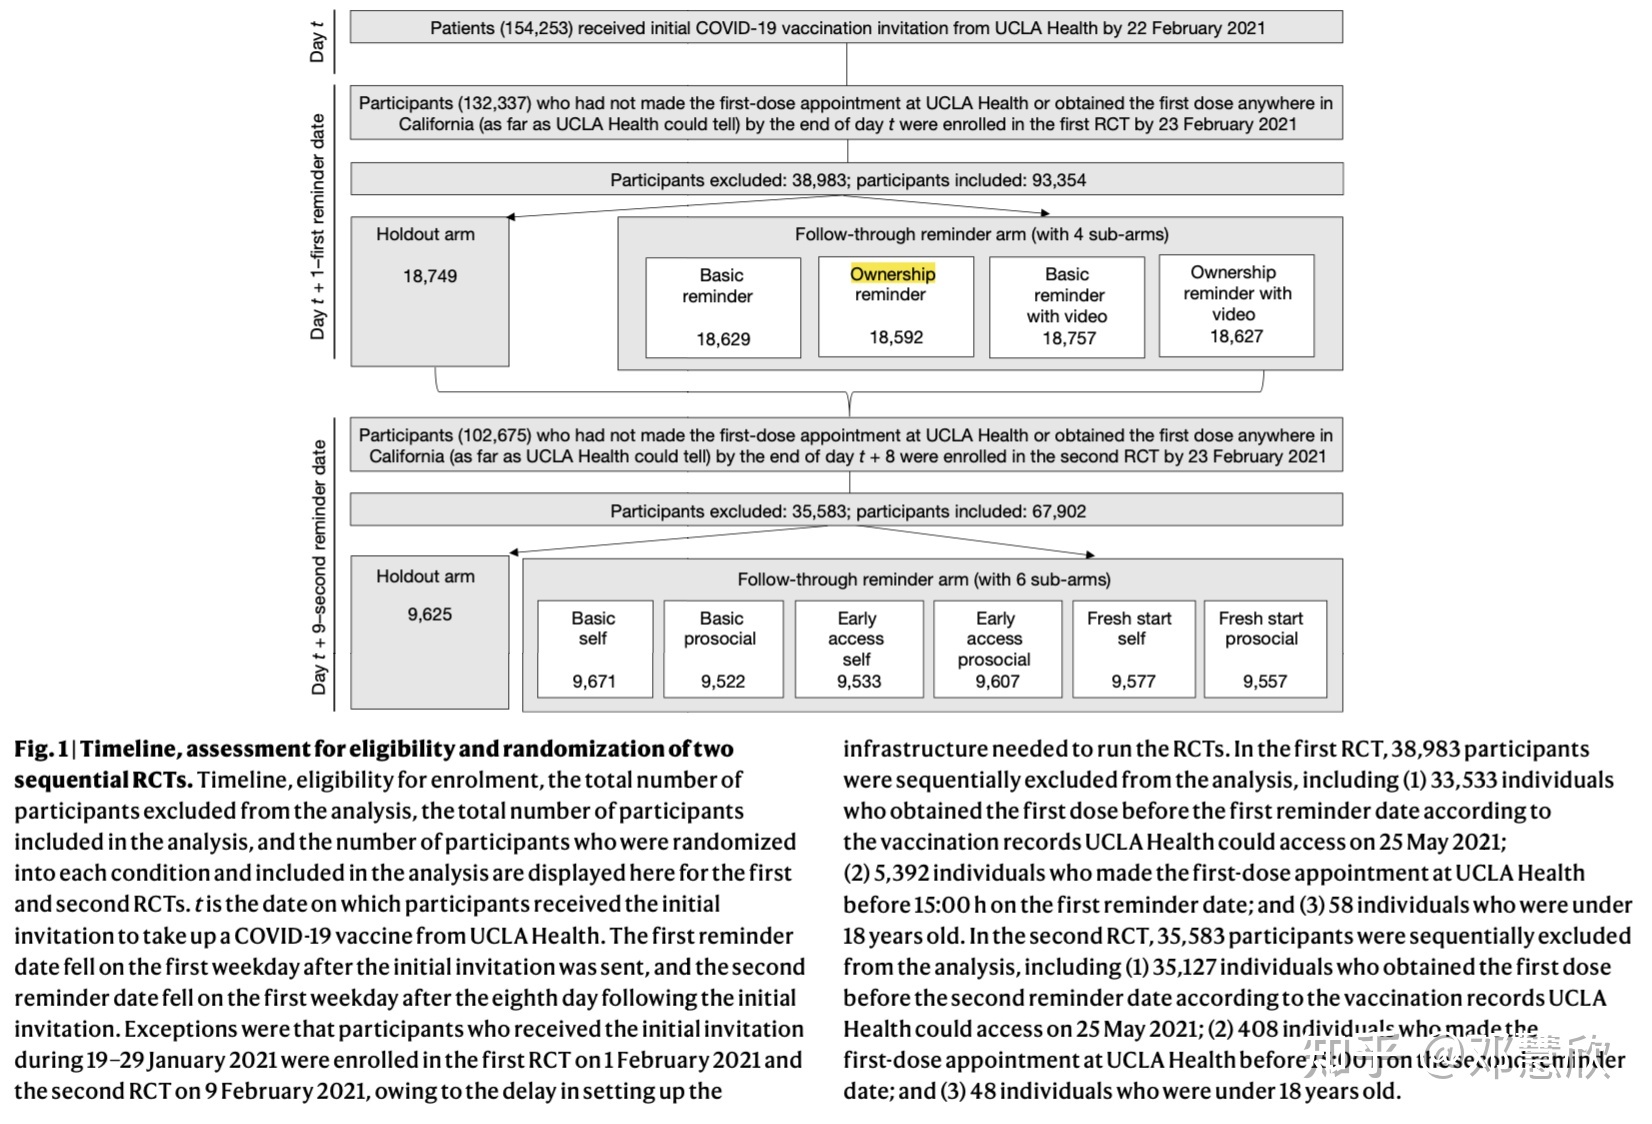 Day t
Patients (154,253) received initial COVID-19 vaccination invitation from UCLA Health by 22 February 2021
Day t + 1–first reminder date
Participants (132,337) who had not made the first-dose appointment at UCLA Health or obtained the first dose anywhere in
California (as far as UCLA Health could tell) by the end of day t were enrolled in the first RCT by 23 February 2021
Participants excluded: 38,983; participants included: 93,354
Holdout arm
18,749
Follow-through reminder arm (with 4 sub-arms)
Basic
reminder
18,629
Ownership
reminder
18,592
Basic
reminder
with video
18,757
Ownership
reminder with
video
18,627
Day t + 9–second reminder date
Participants (102,675) who had not made the first-dose appointment at UCLA Health or obtained the first dose anywhere in
California (as far as UCLA Health could tell) by the end of day t + 8 were enrolled in the second RCT by 23 February 2021
Participants excluded: 35,583; participants included: 67,902
Holdout arm
9,625
Follow-through reminder arm (with 6 sub-arms)
Basic
self
9,671
Basic
prosocial
9,522
Early
access
self
9,533
Early
access
prosocial
9,607
Fresh start
self
9,577
Fresh start
prosocial
9,557
Fig. 1 | Timeline, assessment for eligibility and randomization of two
sequential RCTs. Timeline, eligibility for enrolment, the total number of
participants excluded from the analysis, the total number of participants
included in the analysis, and the number of participants who were randomized
into each condition and included in the analysis are displayed here for the first
and second RCTs. t is the date on which participants received the initial
invitation to take up a COVID-19 vaccine from UCLA Health. The first reminder
date fell on the first weekday after the initial invitation was sent, and the second
reminder date fell on the first weekday after the eighth day following the initial
invitation. Exceptions were that participants who received the initial invitation
during 19–29 January 2021 were enrolled in the first RCT on 1 February 2021 and
the second RCT on 9 February 2021, owing to the delay in setting up the
infrastructure needed to run the RCTs. In the first RCT, 38,983 participants
were sequentially excluded from the analysis, including (1) 33,533 individuals
who obtained the first dose before the first reminder date according to
the vaccination records UCLA Health could access on 25 May 2021;
(2) 5,392 individuals who made the first-dose appointment at UCLA Health
before 15:00 h on the first reminder date; and (3) 58 individuals who were under
18 years old. In the second RCT, 35,583 participants were sequentially excluded
from the analysis, including (1) 35,127 individuals who obtained the first dose
before the second reminder date according to the vaccination records UCLA
Health could access on 25 May 2021; (2) 408 individuals who made the
first-dose appointment at UCLA Health before 15:00 h on the second reminder
date; and (3) 48 individuals who were under 18 years old.
知乎 @邓慧欣